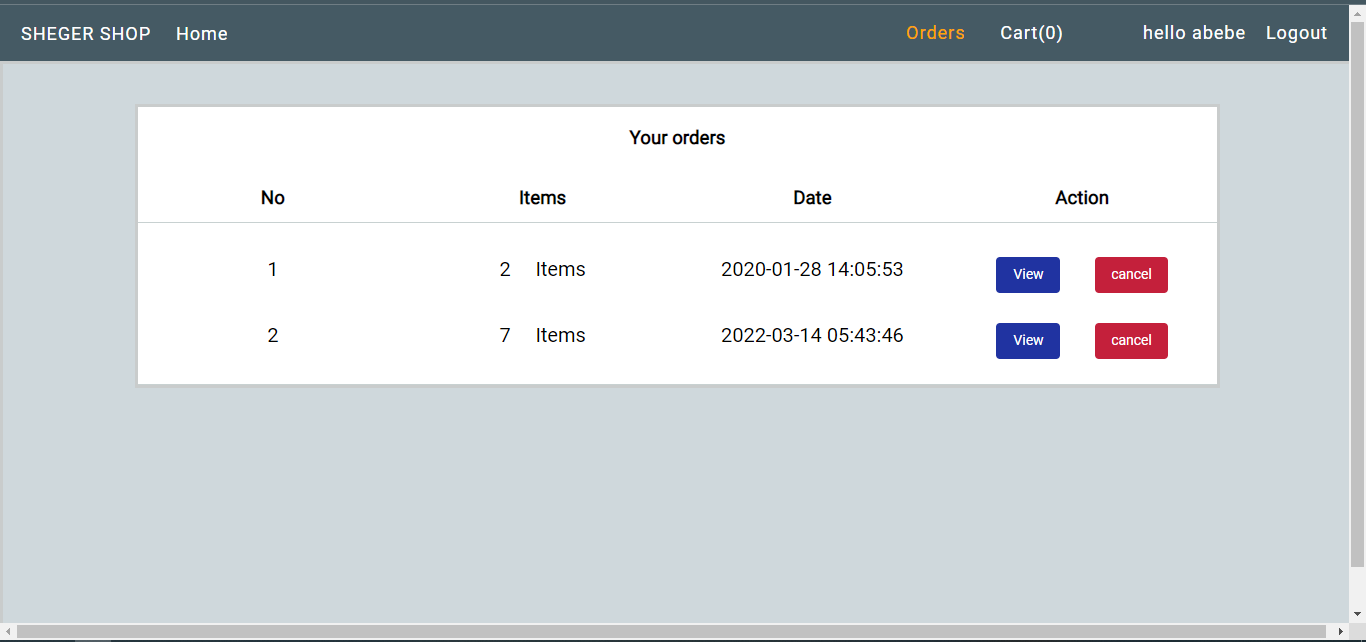 SHEGER SHOP Home Orders Cart(0) hello abebe Logout
Your orders
No Items Date Action
1 2 Items 2020-01-28 14:05:53 View cancel
2 7 Items 2022-03-14 05:43:46 View cancel